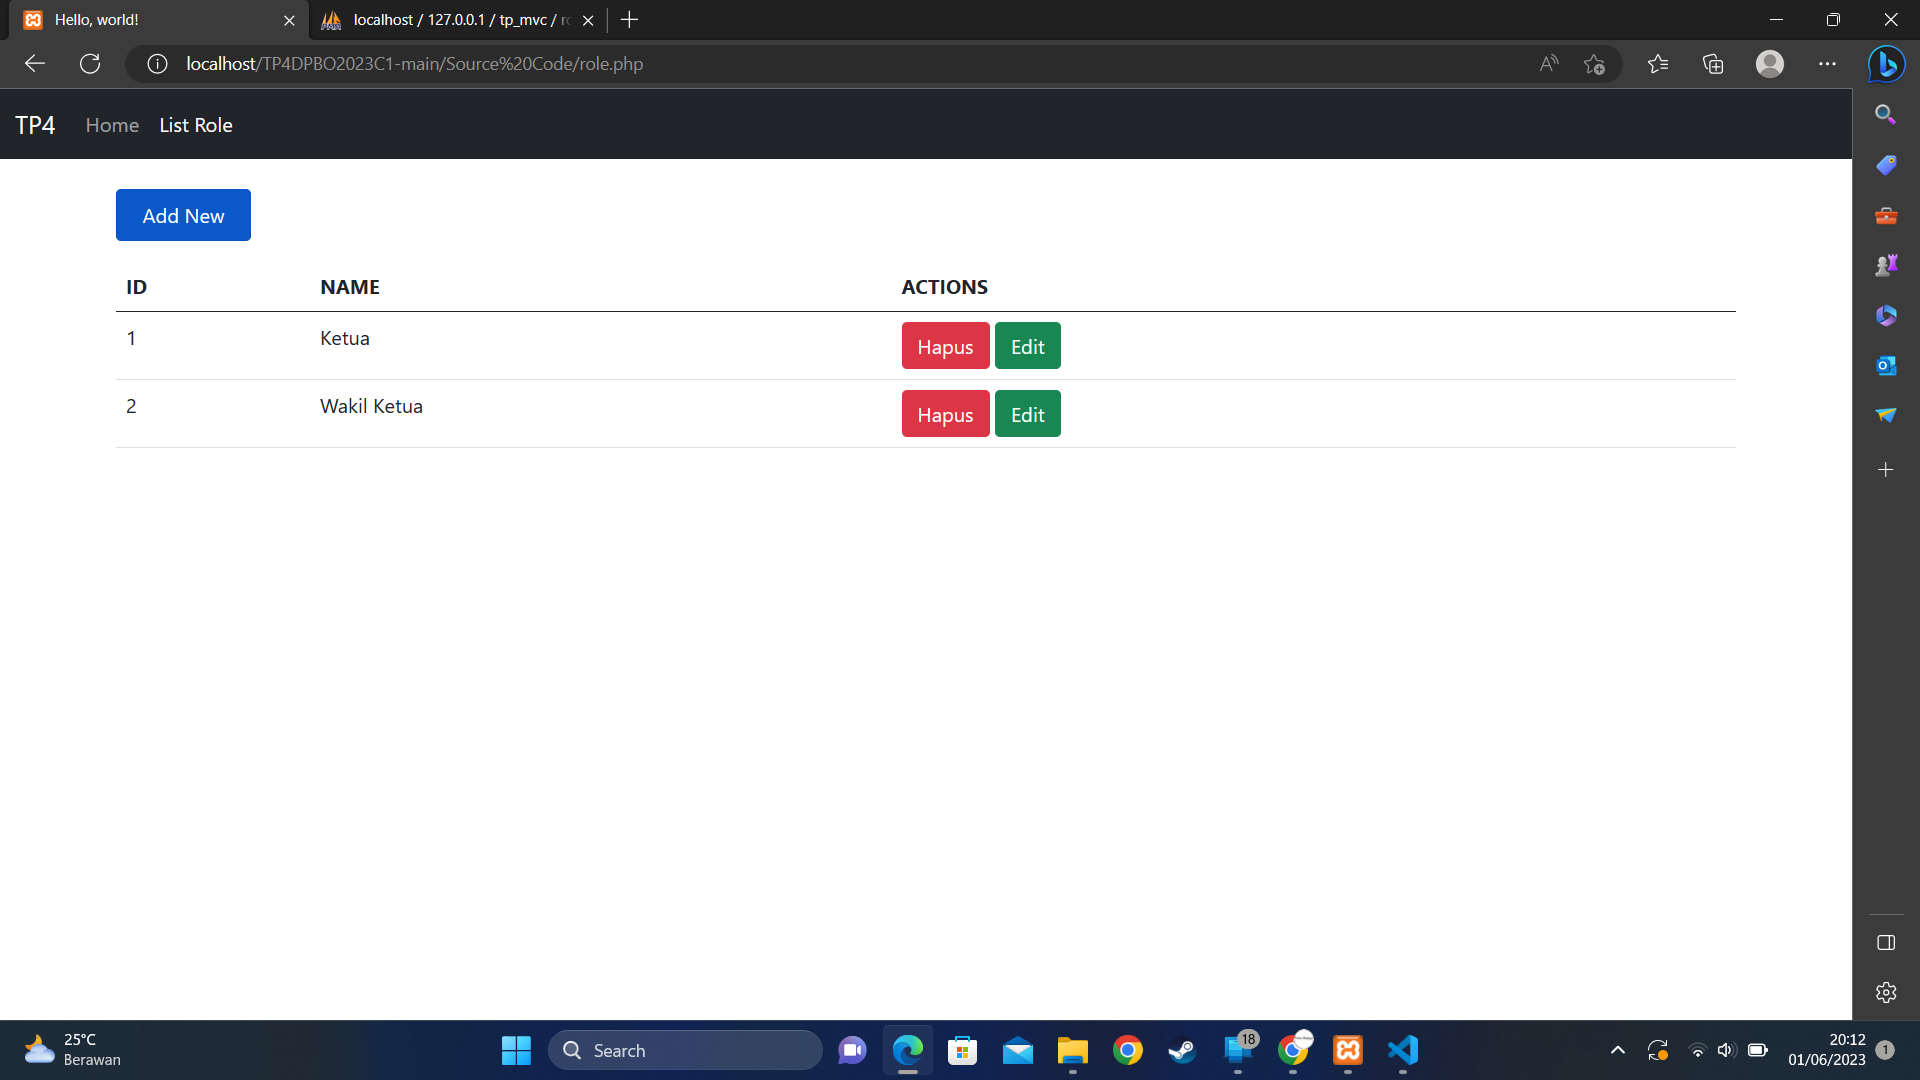 Hello, world!
localhost / 127.0.0.1 / tp_mvc / ro
localhost/TP4DPBO2023C1-main/Source%20Code/role.php
TP4 Home List Role
Add New
ID NAME ACTIONS
1 Ketua Hapus Edit
2 Wakil Ketua Hapus Edit
25°C
Berawan
Search
18
20:12
01/06/2023
1